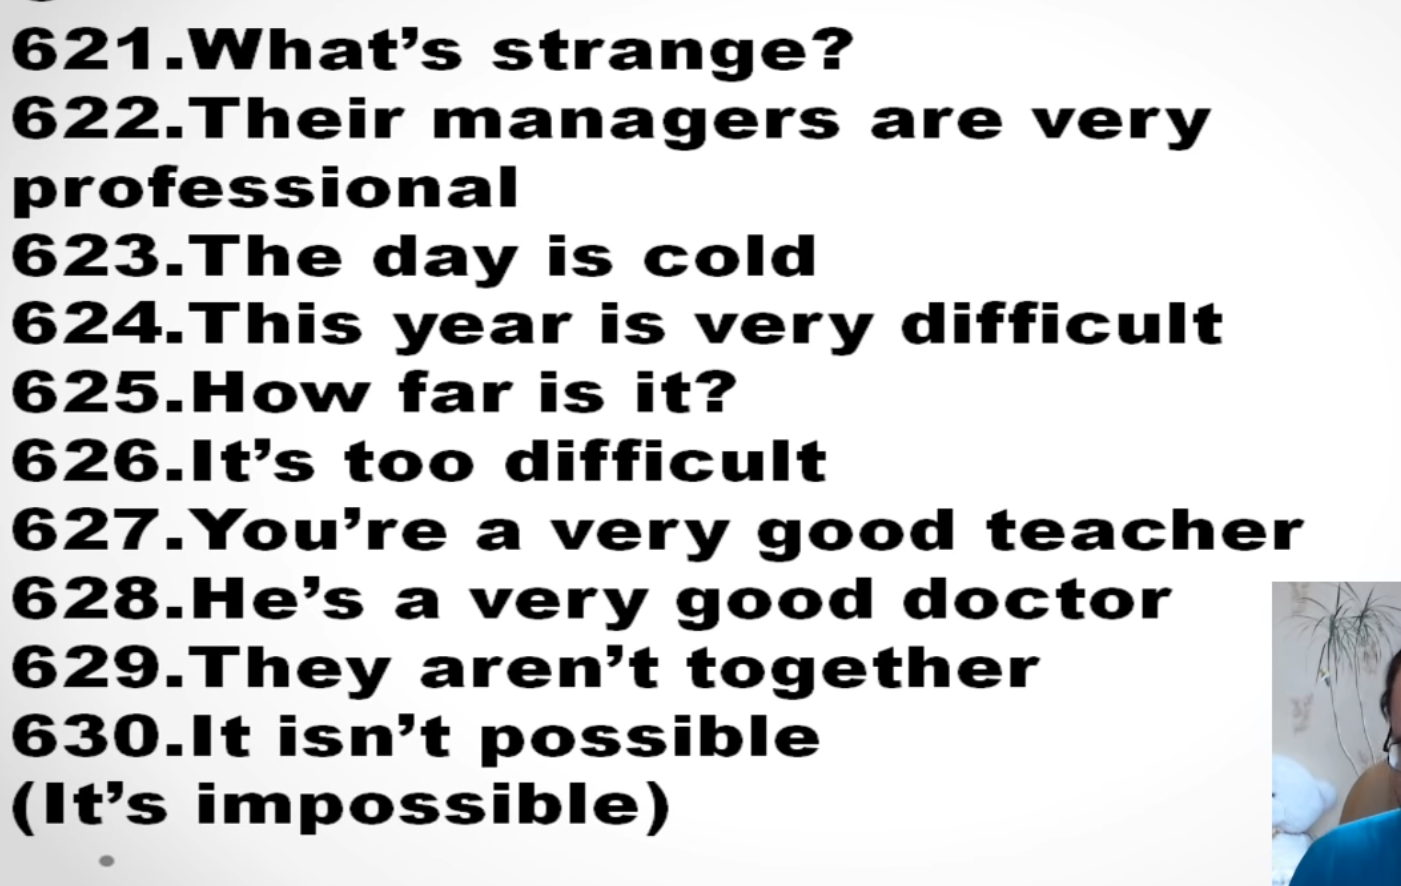 621.What’s strange?
622.Their managers are very
professional
623.The day is cold
624.This year is very difficult
625.How far is it?
626.It’s too difficult
627.You’re a very good teacher
628.He’s a very good doctor
629.They aren’t together
630.It isn’t possible
(It’s impossible)